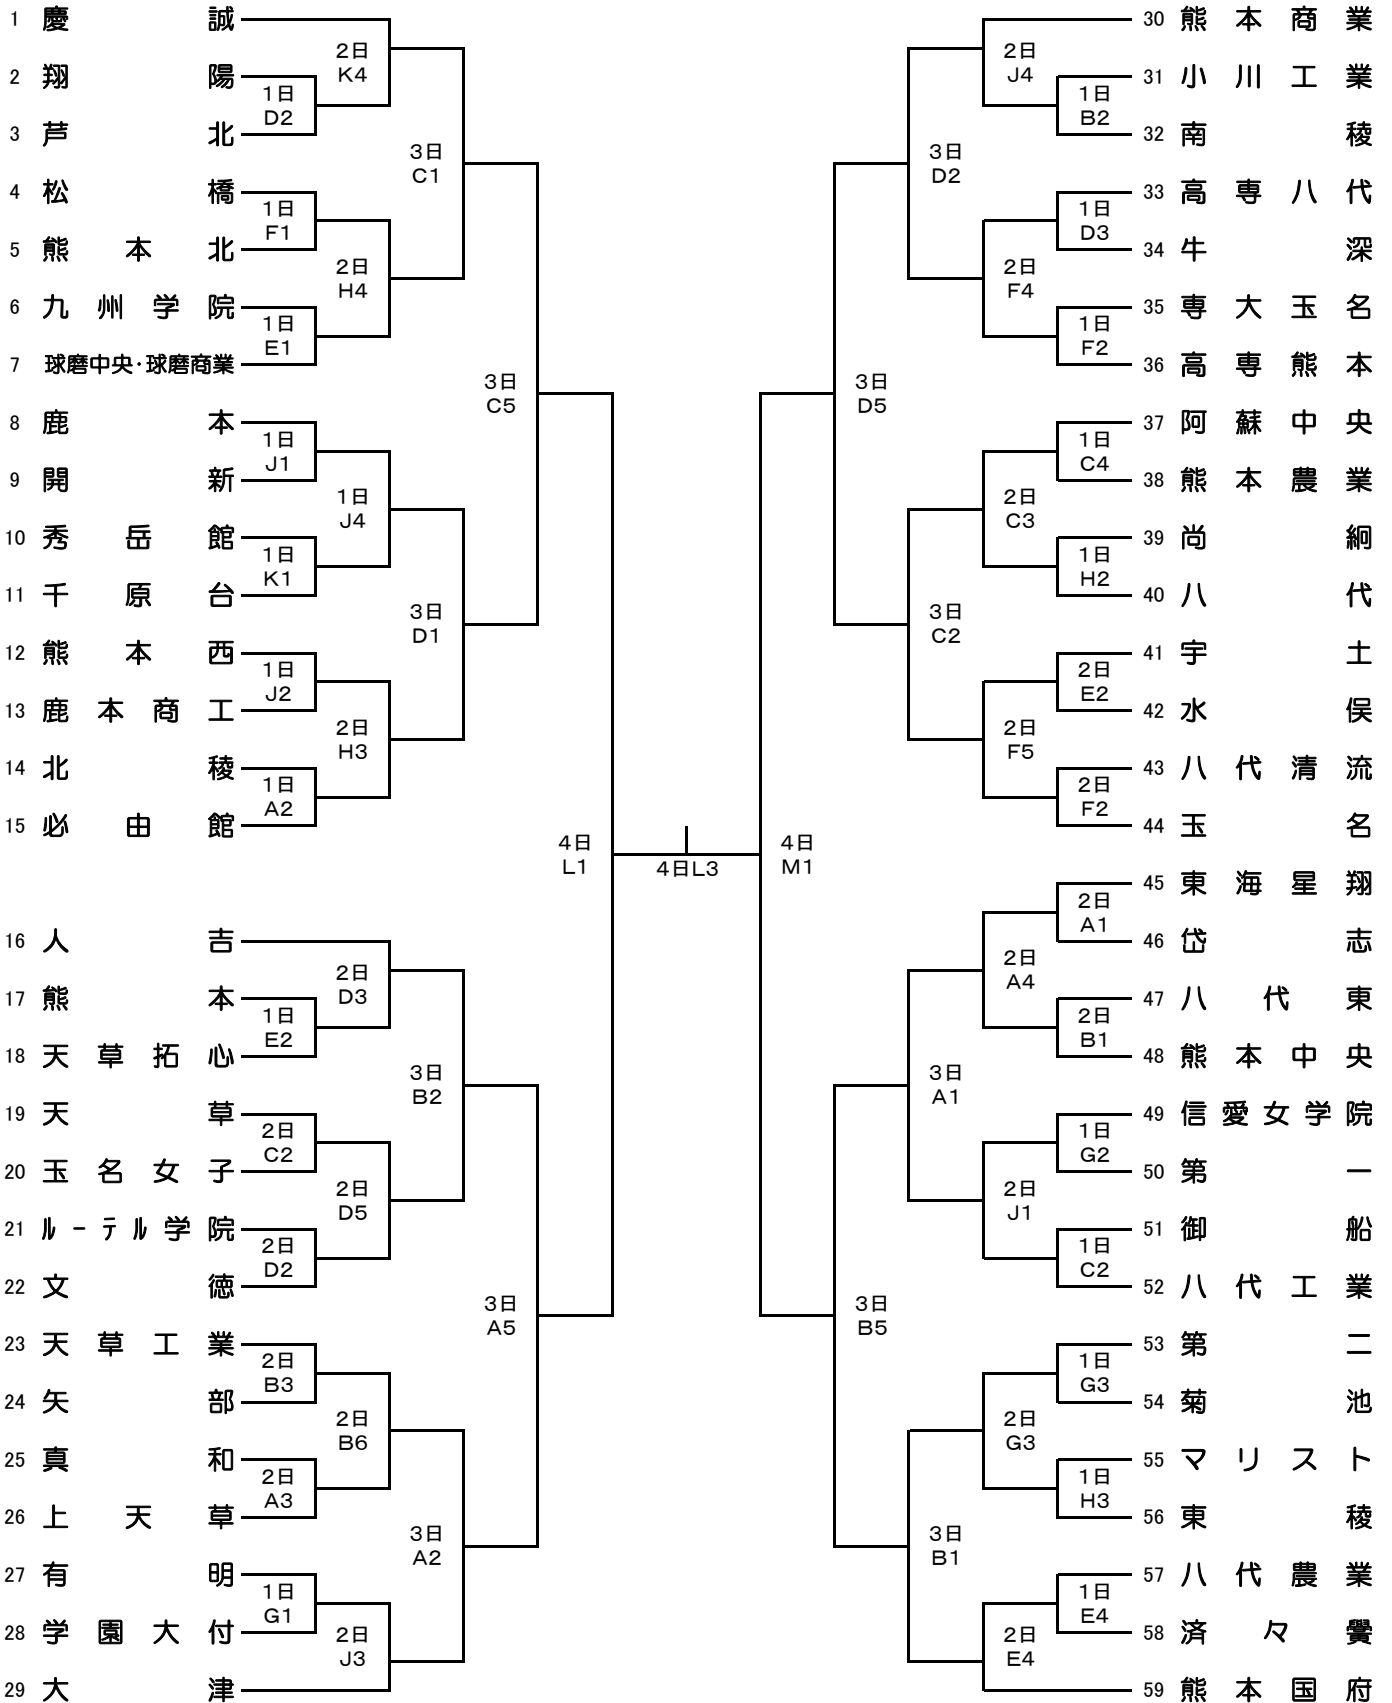 1 慶誠
2日
K4
2 翔陽
1日
D2
3 芦北
3日
C1
4 松橋
1日
F1
5 熊本北
2日
H4
6 九州学院
1日
E1
7 球磨中央・球磨商業
3日
C5
8 鹿本
1日
J1
9 開新
1日
J4
10 秀岳館
1日
K1
11 千原台
3日
D1
12 熊本西
1日
J2
13 鹿本商工
2日
H3
14 北稜
1日
A2
15 必由館
4日
L1
16 人吉
2日
D3
17 熊本
1日
E2
18 天草拓心
3日
B2
19 天草
2日
C2
20 玉名女子
2日
D5
21 ルーテル学院
2日
D2
22 文徳
3日
A5
23 天草工業
2日
B3
24 矢部
2日
B6
25 真和
2日
A3
26 上天草
3日
A2
27 有明
1日
G1
28 学園大付
2日
J3
29 大津
4日L3
30 熊本商業
2日
J4
31 小川工業
1日
B2
32 南稜
3日
D2
33 高専八代
1日
D3
34 牛深
2日
F4
35 専大玉名
1日
F2
36 高専熊本
3日
D5
37 阿蘇中央
1日
C4
38 熊本農業
2日
C3
39 尚絅
1日
H2
40 八代
3日
C2
41 宇土
2日
E2
42 水俣
2日
F5
43 八代清流
2日
F2
44 玉名
4日
M1
45 東海星翔
2日
A1
46 岱志
2日
A4
47 八代東
2日
B1
48 熊本中央
3日
A1
49 信愛女学院
1日
G2
50 第一
2日
J1
51 御船
1日
C2
52 八代工業
3日
B5
53 第二
1日
G3
54 菊池
2日
G3
55 マリスト
1日
H3
56 東稜
3日
B1
57 八代農業
1日
E4
58 済々黌
2日
E4
59 熊本国府